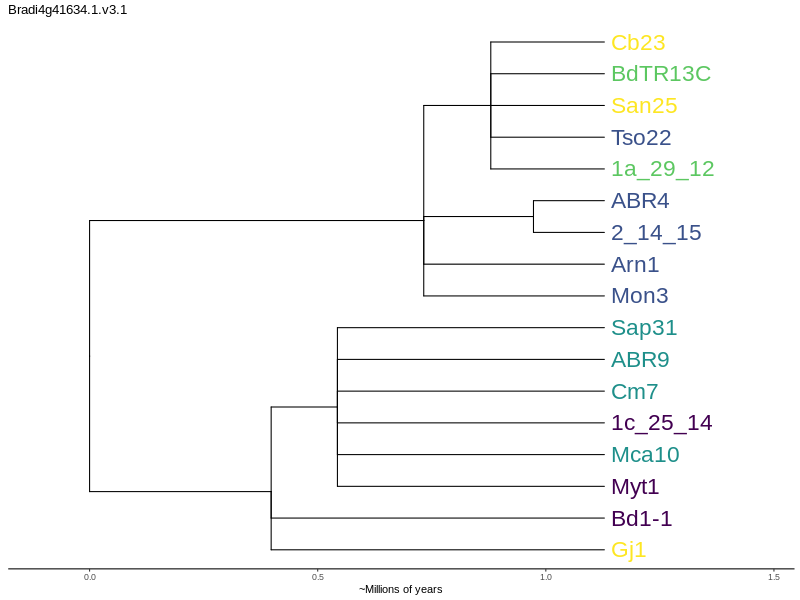 Bradi4g41634.1.v3.1
Cb23
BdTR13C
San25
Tso22
1a_29_12
ABR4
2_14_15
Arn1
Mon3
Sap31
ABR9
Cm7
1c_25_14
Mca10
Myt1
Bd1-1
Gj1
0.0 0.5 1.0 1.5
~Millions of years